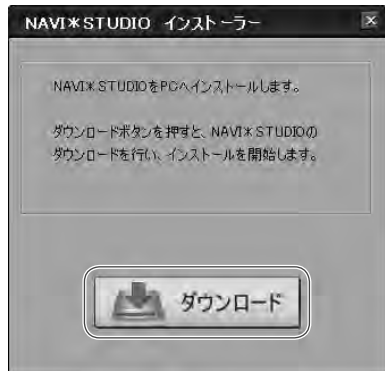 NAVI*STUDIO インストーラー
NAVI*STUDIOをPCへインストールします。
ダウンロードボタンを押すと、NAVI*STUDIOの
ダウンロードを行い、インストールを開始します。
ダウンロード